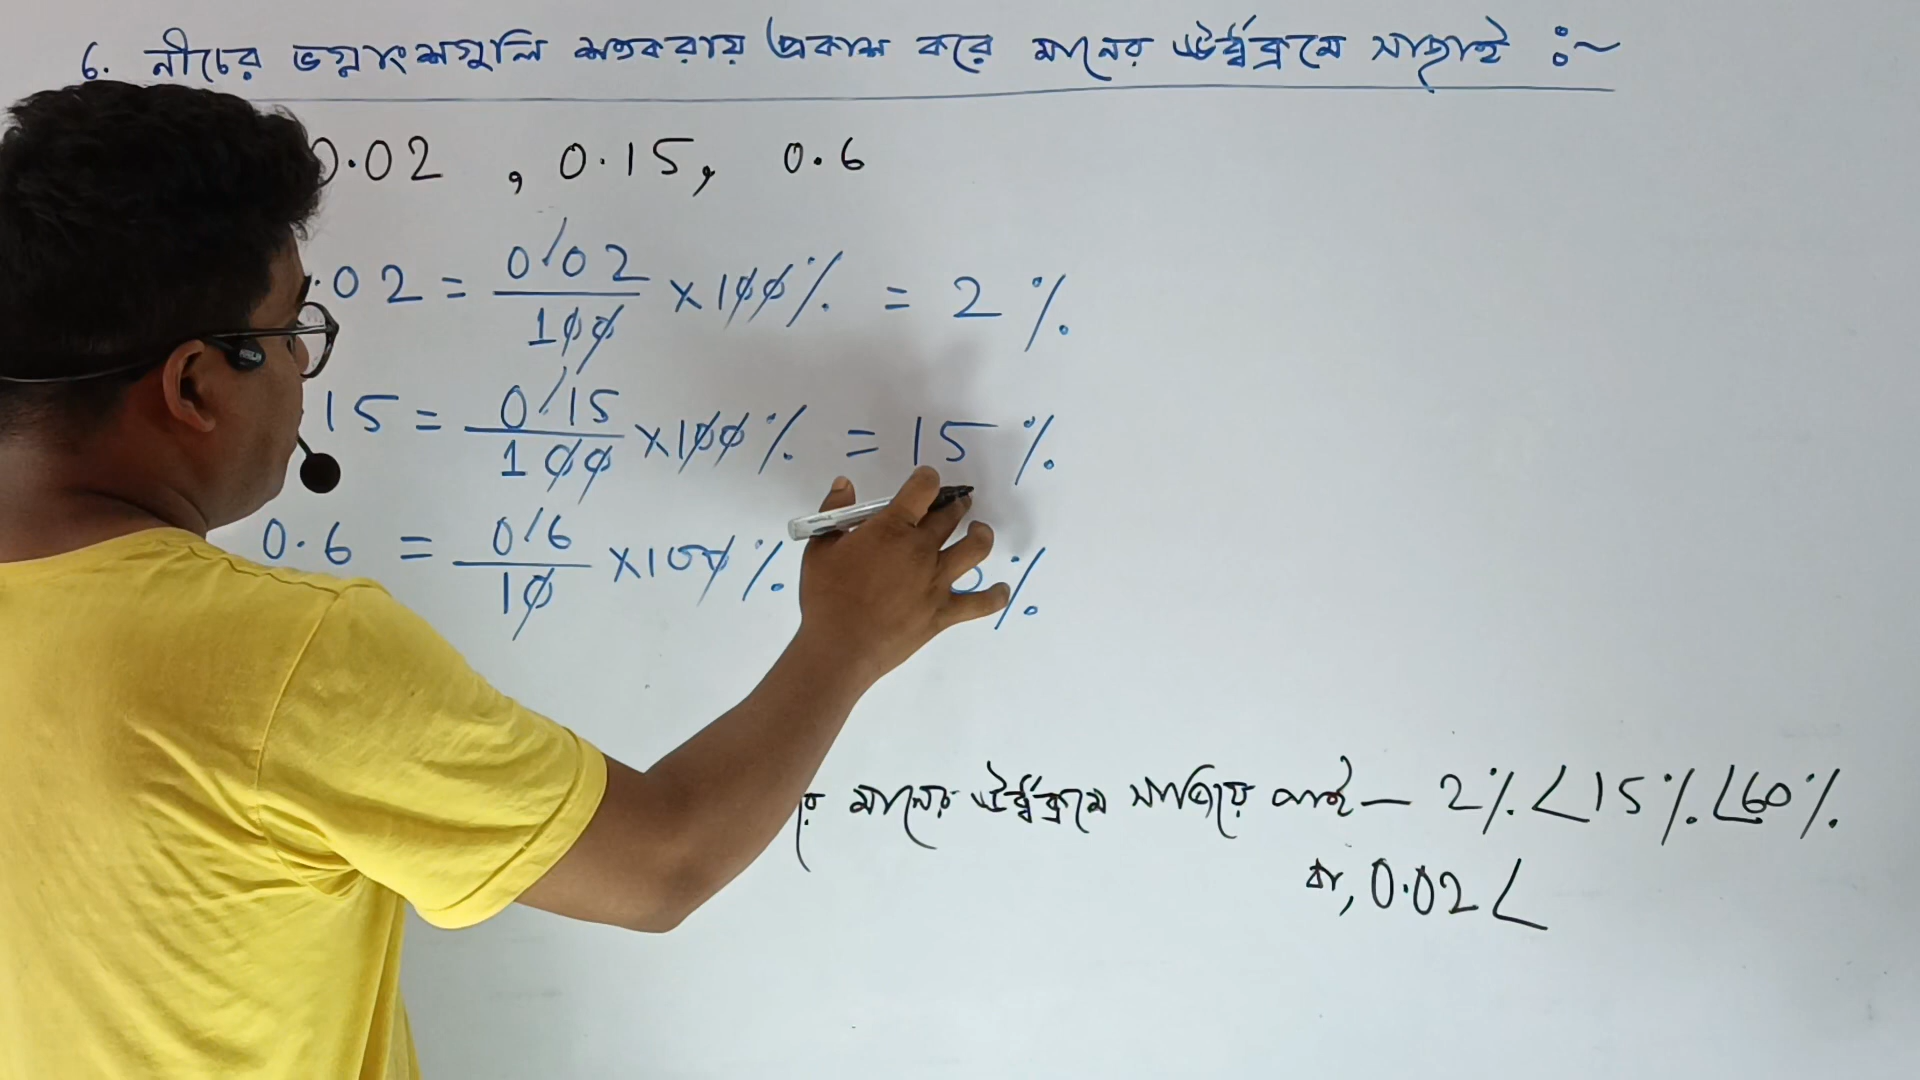 6. নীচের ভগ্নাংশগুলি শতকরায় প্রকাশ করে মানের ঊর্ধ্বক্রমে সাজাই :~
0.02 , 0.15, 0.6
.02 = 0/02/100 ×100% = 2%
15 = 0/15/100 ×100% = 15%
0.6 = 0/6/10 ×100% 0%
রে মানের ঊর্ধ্বক্রমে সাজিয়ে পাই — 2% < 15% < 60%
বা, 0.02 <